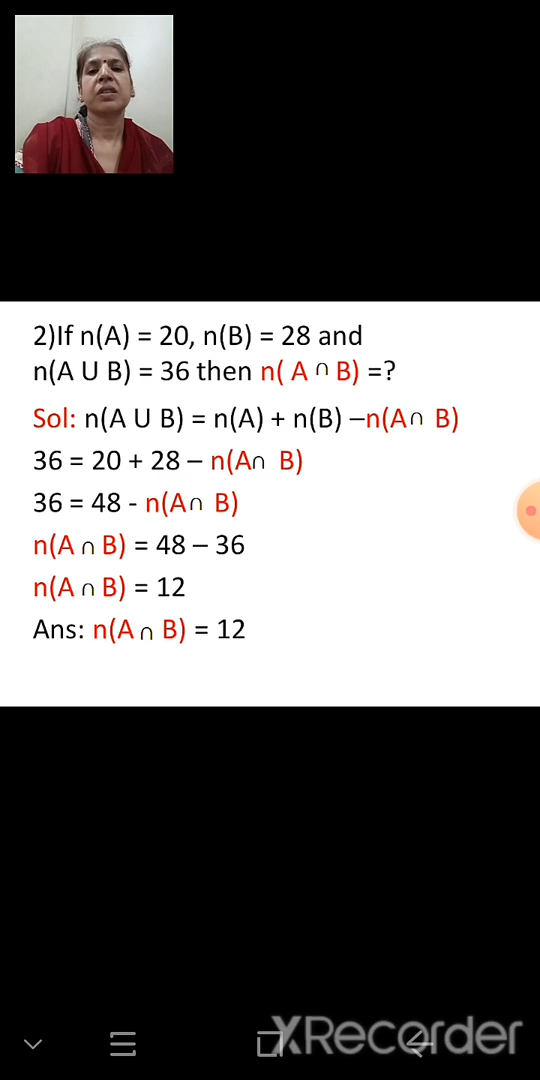 2)If n(A) = 20, n(B) = 28 and
n(A U B) = 36 then n( A ∩ B) =?
Sol: n(A U B) = n(A) + n(B) –n(A∩ B)
36 = 20 + 28 – n(A∩ B)
36 = 48 - n(A∩ B)
n(A ∩ B) = 48 – 36
n(A ∩ B) = 12
Ans: n(A ∩ B) = 12
XRecorder